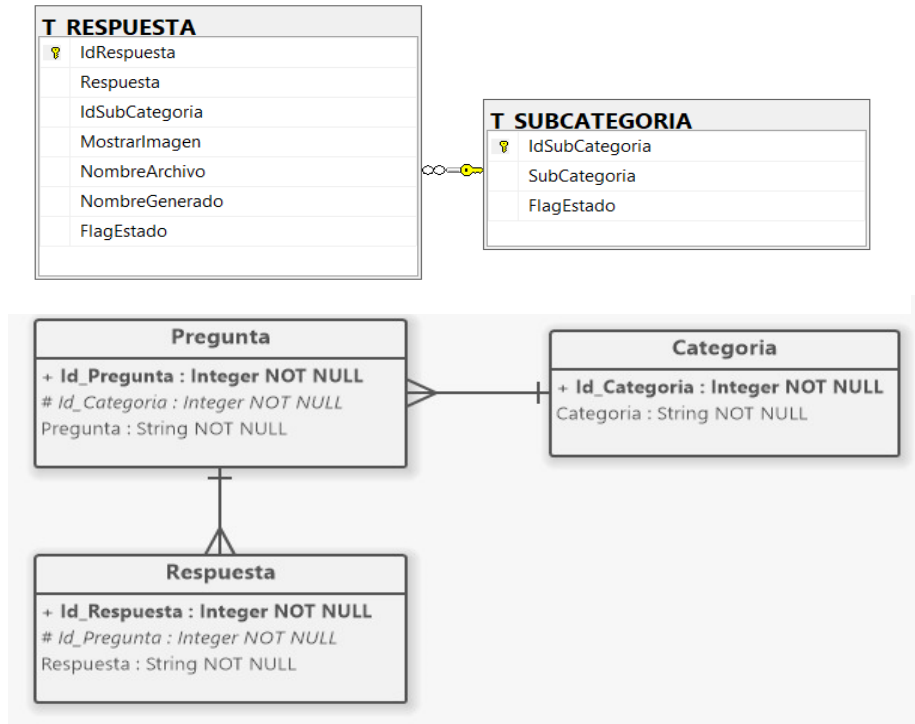 T_RESPUESTA
IdRespuesta
Respuesta
IdSubCategoria
MostrarImagen
NombreArchivo
NombreGenerado
FlagEstado
T_SUBCATEGORIA
IdSubCategoria
SubCategoria
FlagEstado
Pregunta
+ Id_Pregunta : Integer NOT NULL
# Id_Categoria : Integer NOT NULL
Pregunta : String NOT NULL
Categoria
+ Id_Categoria : Integer NOT NULL
Categoria : String NOT NULL
Respuesta
+ Id_Respuesta : Integer NOT NULL
# Id_Pregunta : Integer NOT NULL
Respuesta : String NOT NULL